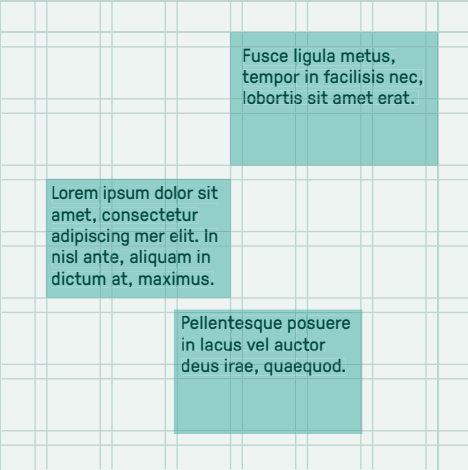 Fusce ligula metus,
tempor in facilisis nec,
lobortis sit amet erat.
Lorem ipsum dolor sit
amet, consectetur
adipiscing mer elit. In
nisl ante, aliquam in
dictum at, maximus.
Pellentesque posuere
in lacus vel auctor
deus irae, quaequod.